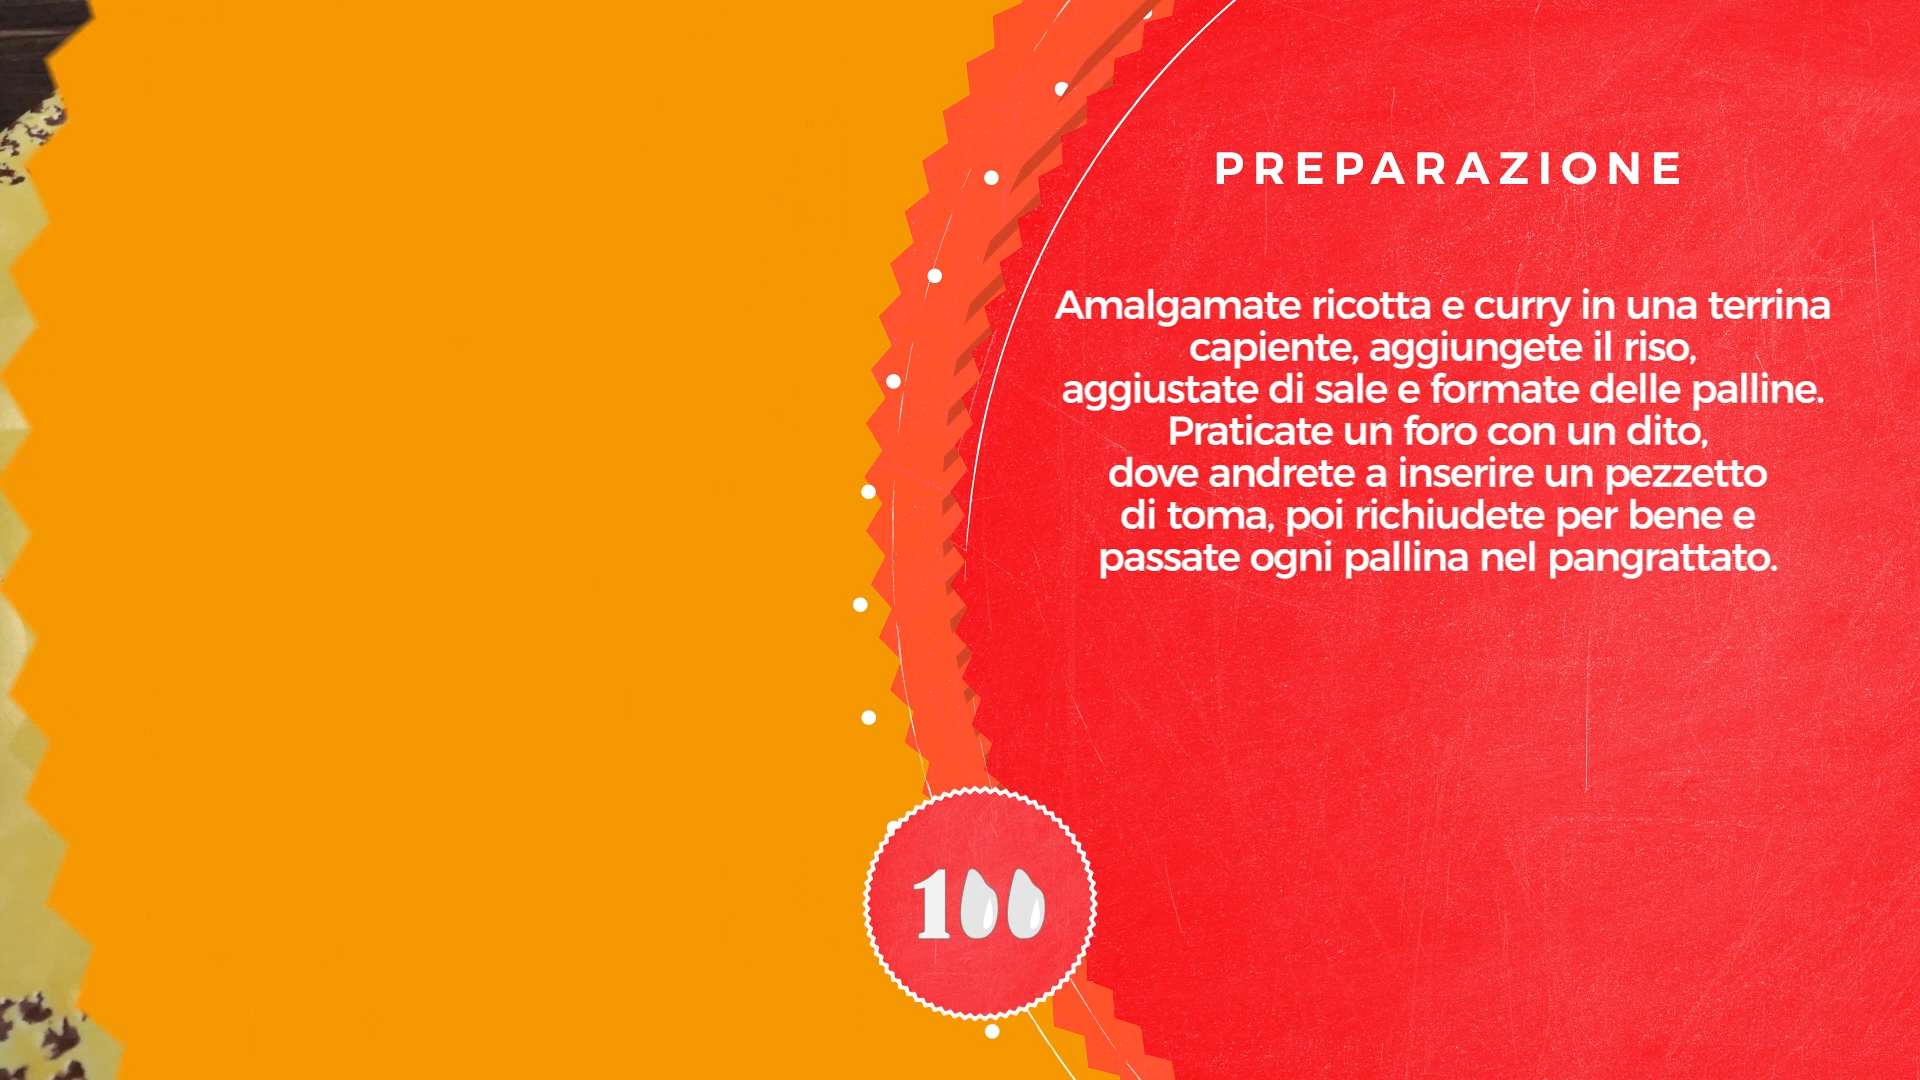 PREPARAZIONE
Amalgamate ricotta e curry in una terrina
capiente, aggiungete il riso,
aggiustate di sale e formate delle palline.
Praticate un foro con un dito,
dove andrete a inserire un pezzetto
di toma, poi richiudete per bene e
passate ogni pallina nel pangrattato.
100